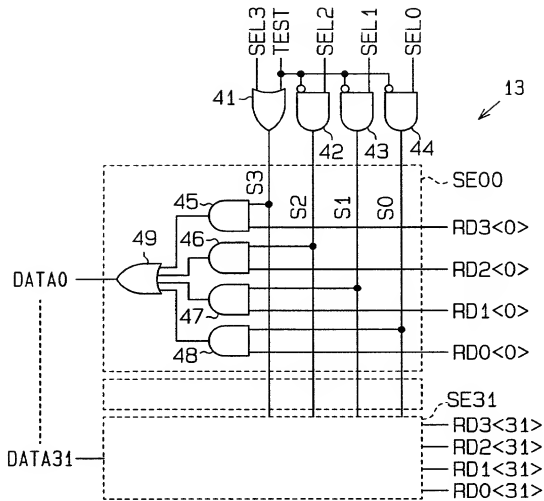 SEL3
TEST
SEL2
SEL1
SEL0
13
41
42
43
44
S3
S2
S1
S0
SE00
45
RD3<0>
49
46
DATA0
RD2<0>
47
RD1<0>
48
RD0<0>
SE31
RD3<31>
RD2<31>
DATA31
RD1<31>
RD0<31>